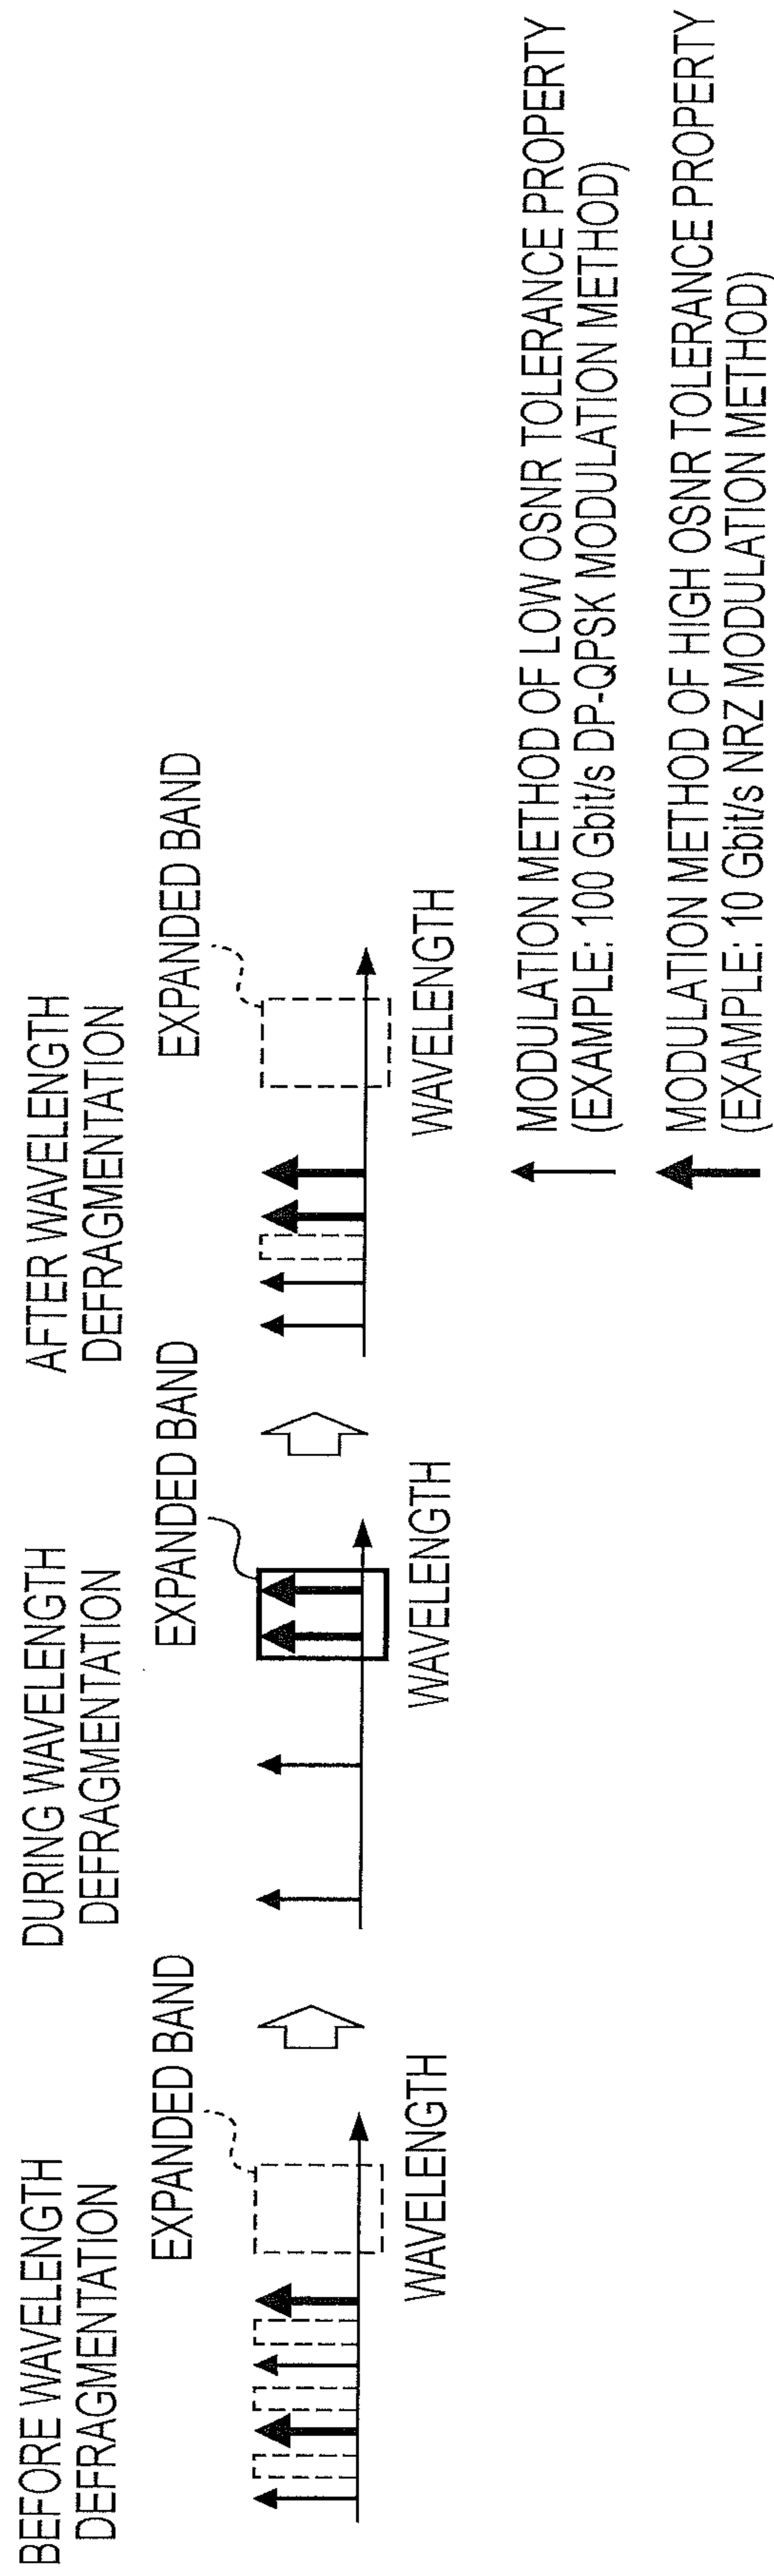 BEFORE WAVELENGTH
DEFRAGMENTATION
EXPANDED BAND
WAVELENGTH
DURING WAVELENGTH
DEFRAGMENTATION
EXPANDED BAND
WAVELENGTH
AFTER WAVELENGTH
DEFRAGMENTATION
EXPANDED BAND
WAVELENGTH
MODULATION METHOD OF LOW OSNR TOLERANCE PROPERTY
(EXAMPLE: 100 Gbit/s DP-QPSK MODULATION METHOD)
MODULATION METHOD OF HIGH OSNR TOLERANCE PROPERTY
(EXAMPLE: 10 Gbit/s NRZ MODULATION METHOD)